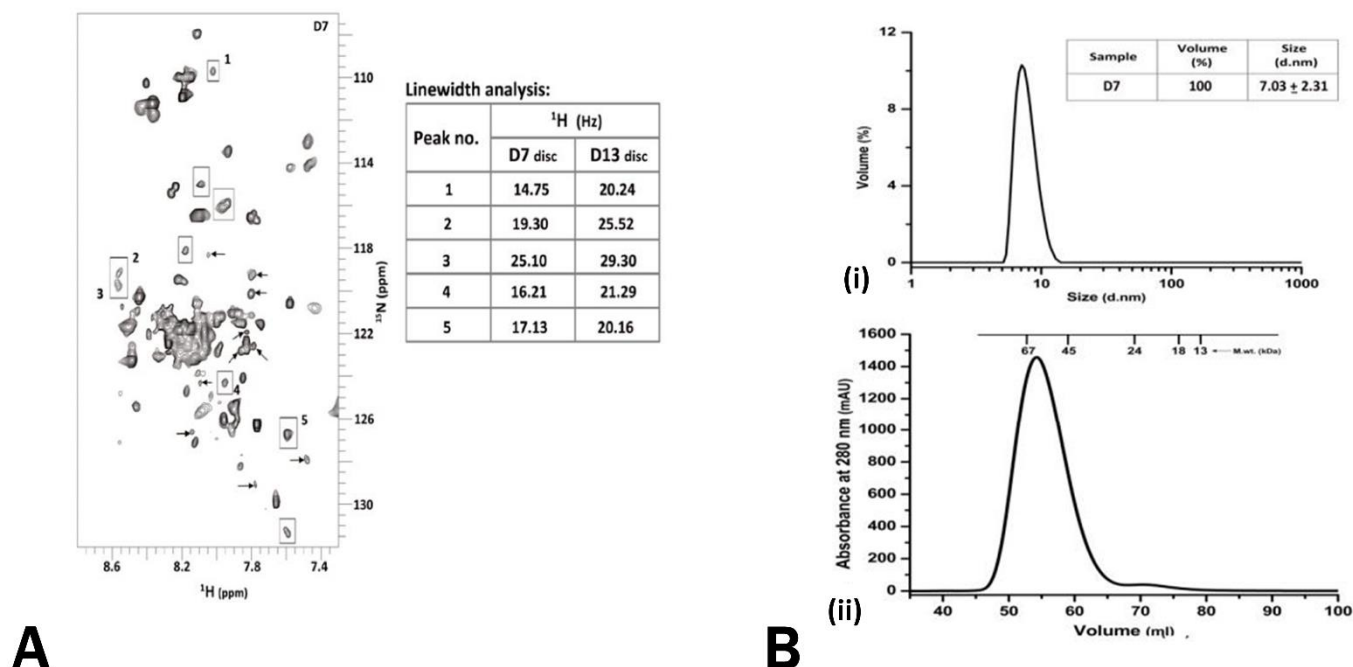 D7
1
110
114
118
122
126
130
2
3
4
5
15N (ppm)
8.6 8.2 7.8 7.4
1H (ppm)
Linewidth analysis:
Peak no. 1H (Hz)
D7 disc D13 disc
1 14.75 20.24
2 19.30 25.52
3 25.10 29.30
4 16.21 21.29
5 17.13 20.16
A
12
8
4
0
Volume (%)
Sample Volume (%) Size (d.nm)
D7 100 7.03 ± 2.31
1 10 100 1000
Size (d.nm)
(i)
1600
1400
1200
1000
800
600
400
200
0
Absorbance at 280 nm (mAU)
67 45 24 18 13 M.wt. (kDa)
40 50 60 70 80 90 100
Volume (ml)
(ii)
B